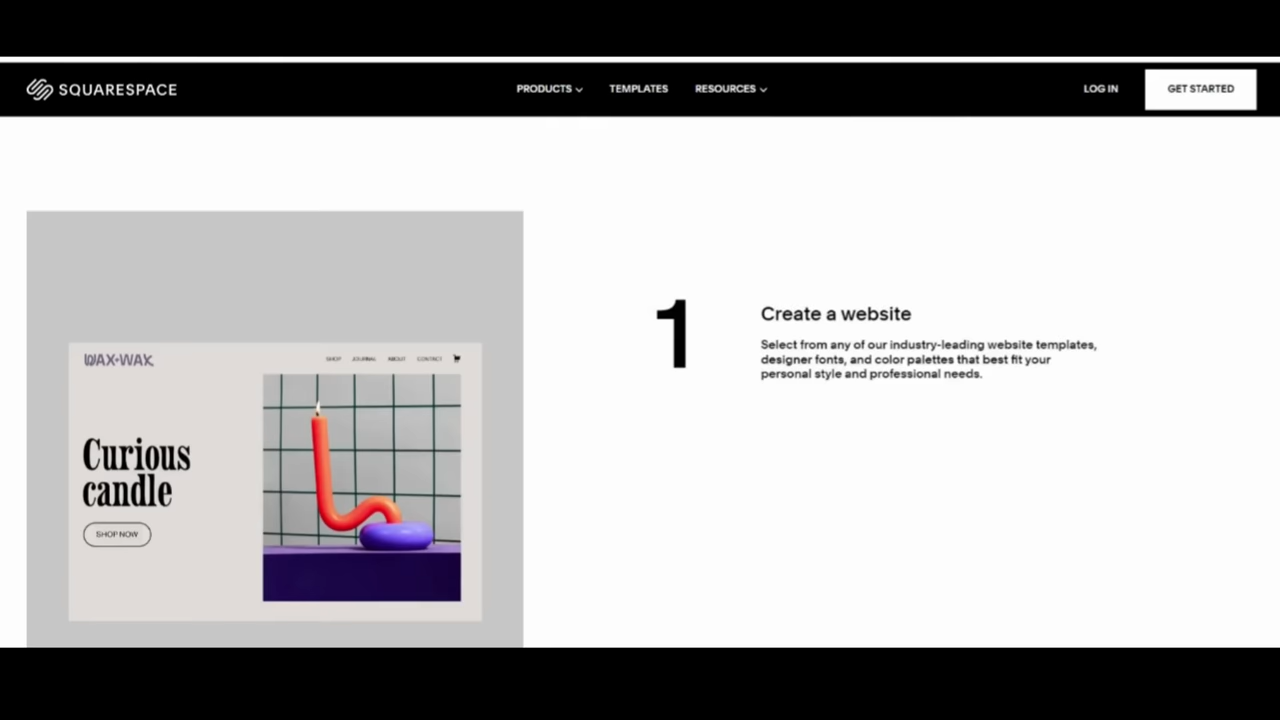 SQUARESPACE
PRODUCTS
TEMPLATES
RESOURCES
LOG IN
GET STARTED
WAX•WAK
SHOP
JOURNAL
ABOUT
CONTACT
Curious
candle
SHOP NOW
1
Create a website
Select from any of our industry-leading website templates,
designer fonts, and color palettes that best fit your
personal style and professional needs.